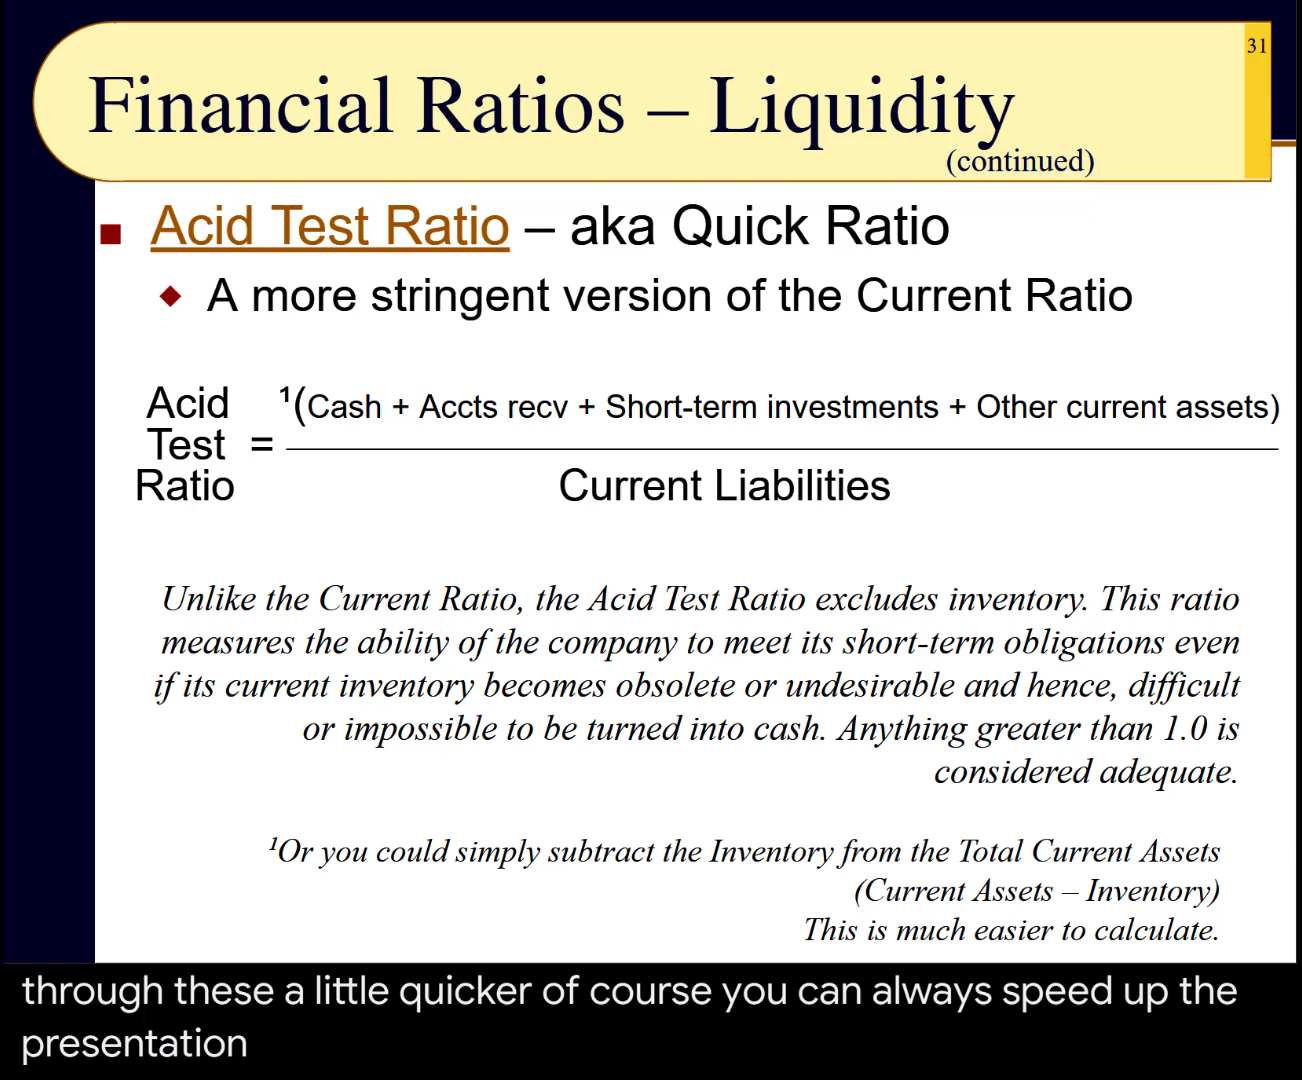 31
Financial Ratios – Liquidity
(continued)
Acid Test Ratio – aka Quick Ratio
A more stringent version of the Current Ratio
Acid Test Ratio = ¹(Cash + Accts recv + Short-term investments + Other current assets)
Current Liabilities
Unlike the Current Ratio, the Acid Test Ratio excludes inventory. This ratio
measures the ability of the company to meet its short-term obligations even
if its current inventory becomes obsolete or undesirable and hence, difficult
or impossible to be turned into cash. Anything greater than 1.0 is
considered adequate.
¹Or you could simply subtract the Inventory from the Total Current Assets
(Current Assets – Inventory)
This is much easier to calculate.
through these a little quicker of course you can always speed up the
presentation